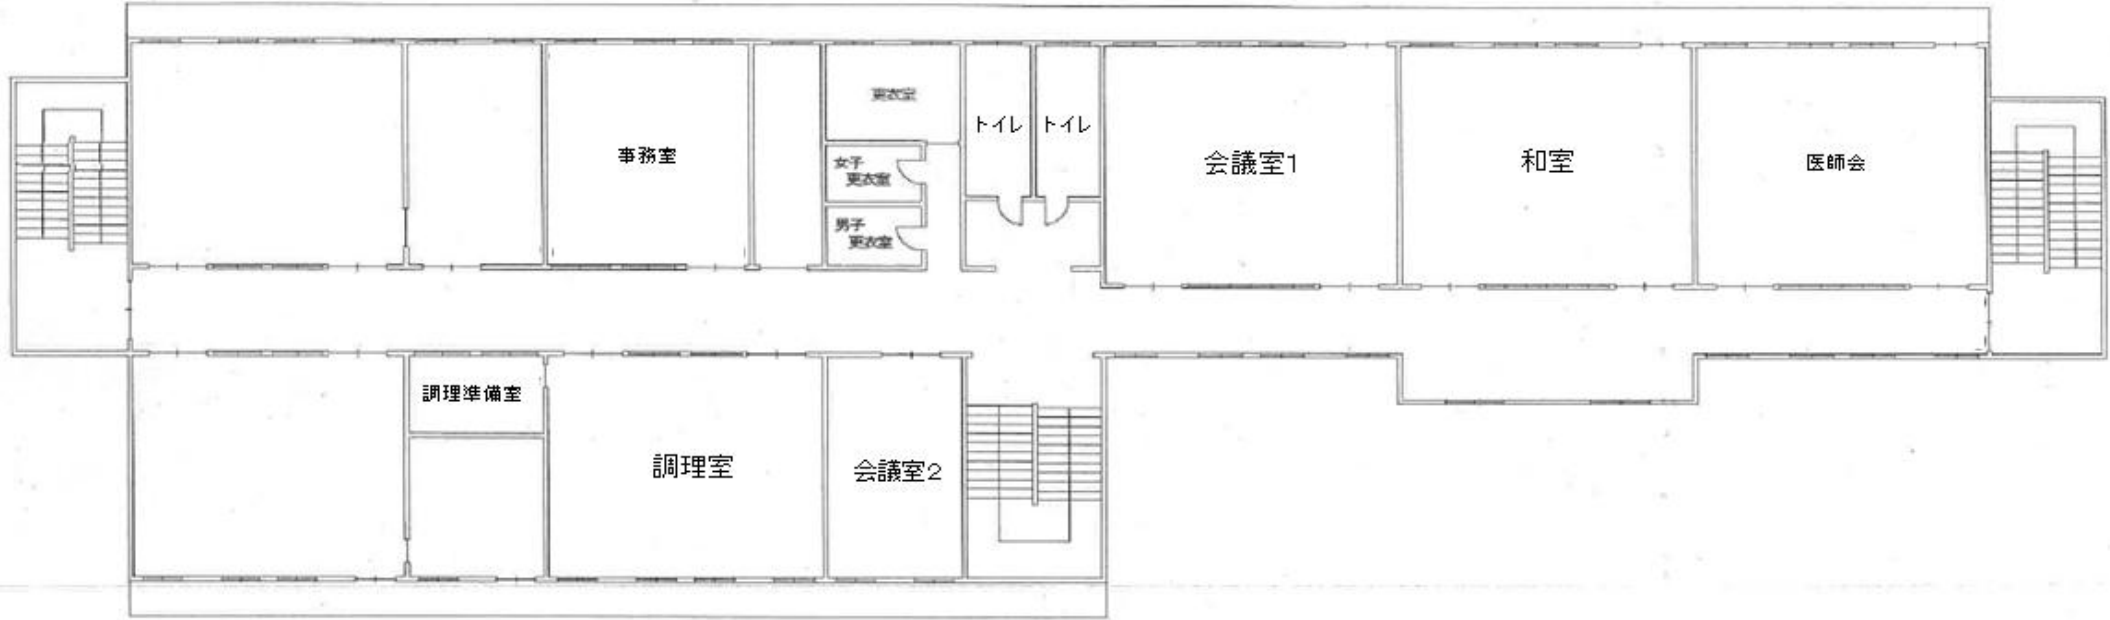 更衣室
トイレ
トイレ
事務室
女子
更衣室
会議室1
和室
医師会
男子
更衣室
調理準備室
調理室
会議室2